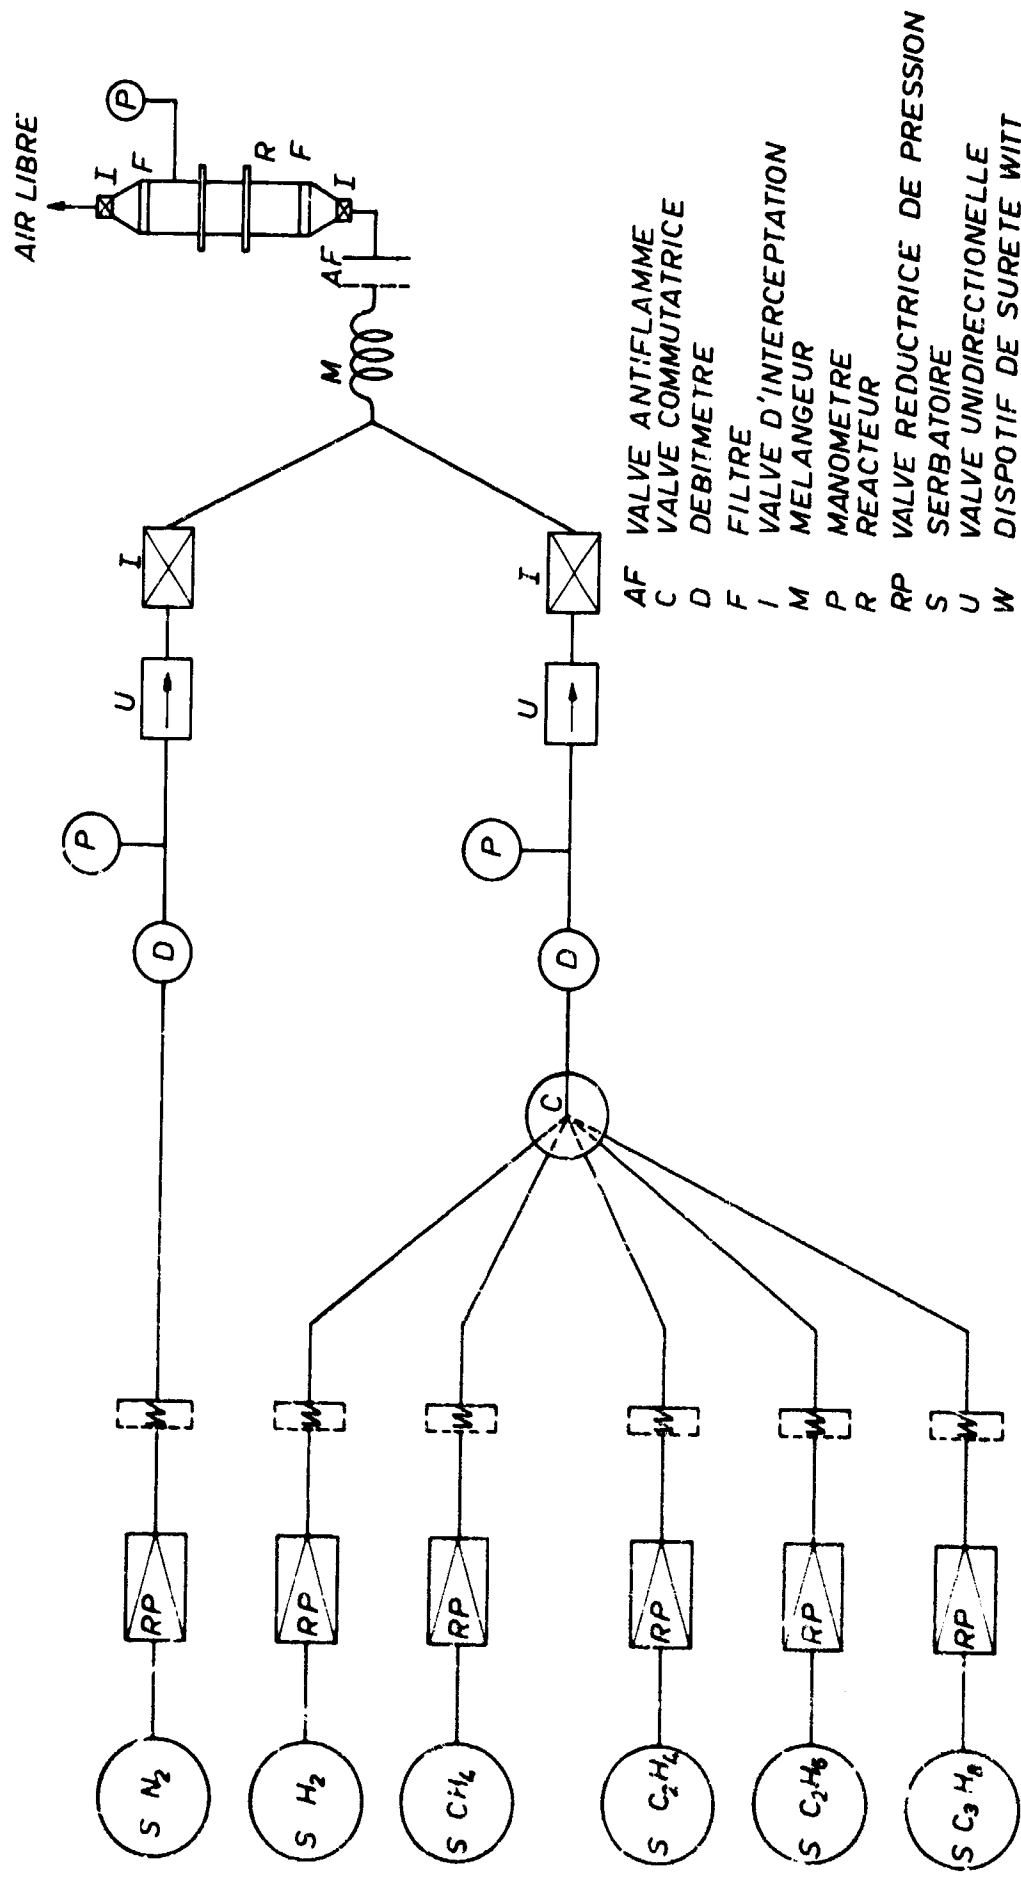 AIR LIBRE
P
I
F
R
F
I
AF
M
I
I
U
U
P
P
D
D
C
W
W
W
W
W
W
RP
RP
RP
RP
RP
RP
S N2
S H2
S CH4
S C2H4
S C2H6
S C3H8
AF VALVE ANTIFLAMME
C VALVE COMMUTATRICE
D DEBITMETRE
F FILTRE
I VALVE D'INTERCEPTATION
M MELANGEUR
P MANOMETRE
R REACTEUR
RP VALVE REDUCTRICE DE PRESSION
S SERBATOIRE
U VALVE UNIDIRECTIONELLE
W DISPOTIF DE SURETE WITT